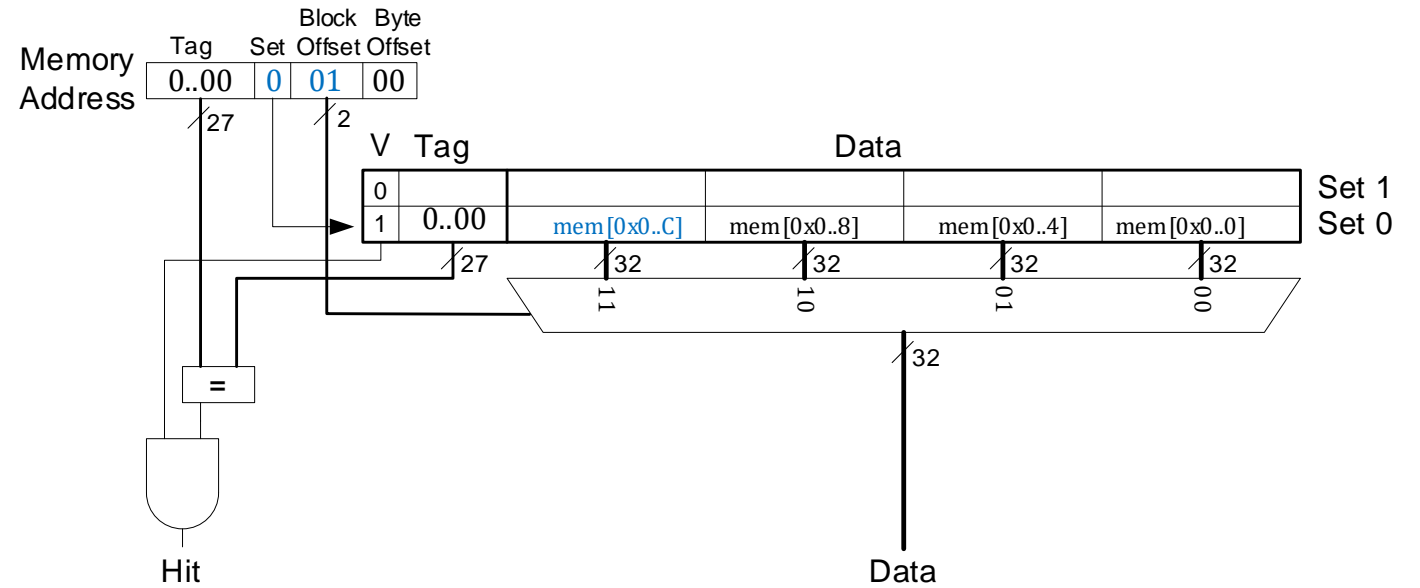 Block Byte
Tag Set Offset Offset
Memory Address
0..00 0 01 00
27 2
V Tag Data
0 Set 1
1 0..00 mem[0x0..C] mem[0x0..8] mem[0x0..4] mem[0x0..0] Set 0
27 32 32 32 32
11 10 01 00
32
=
Hit Data